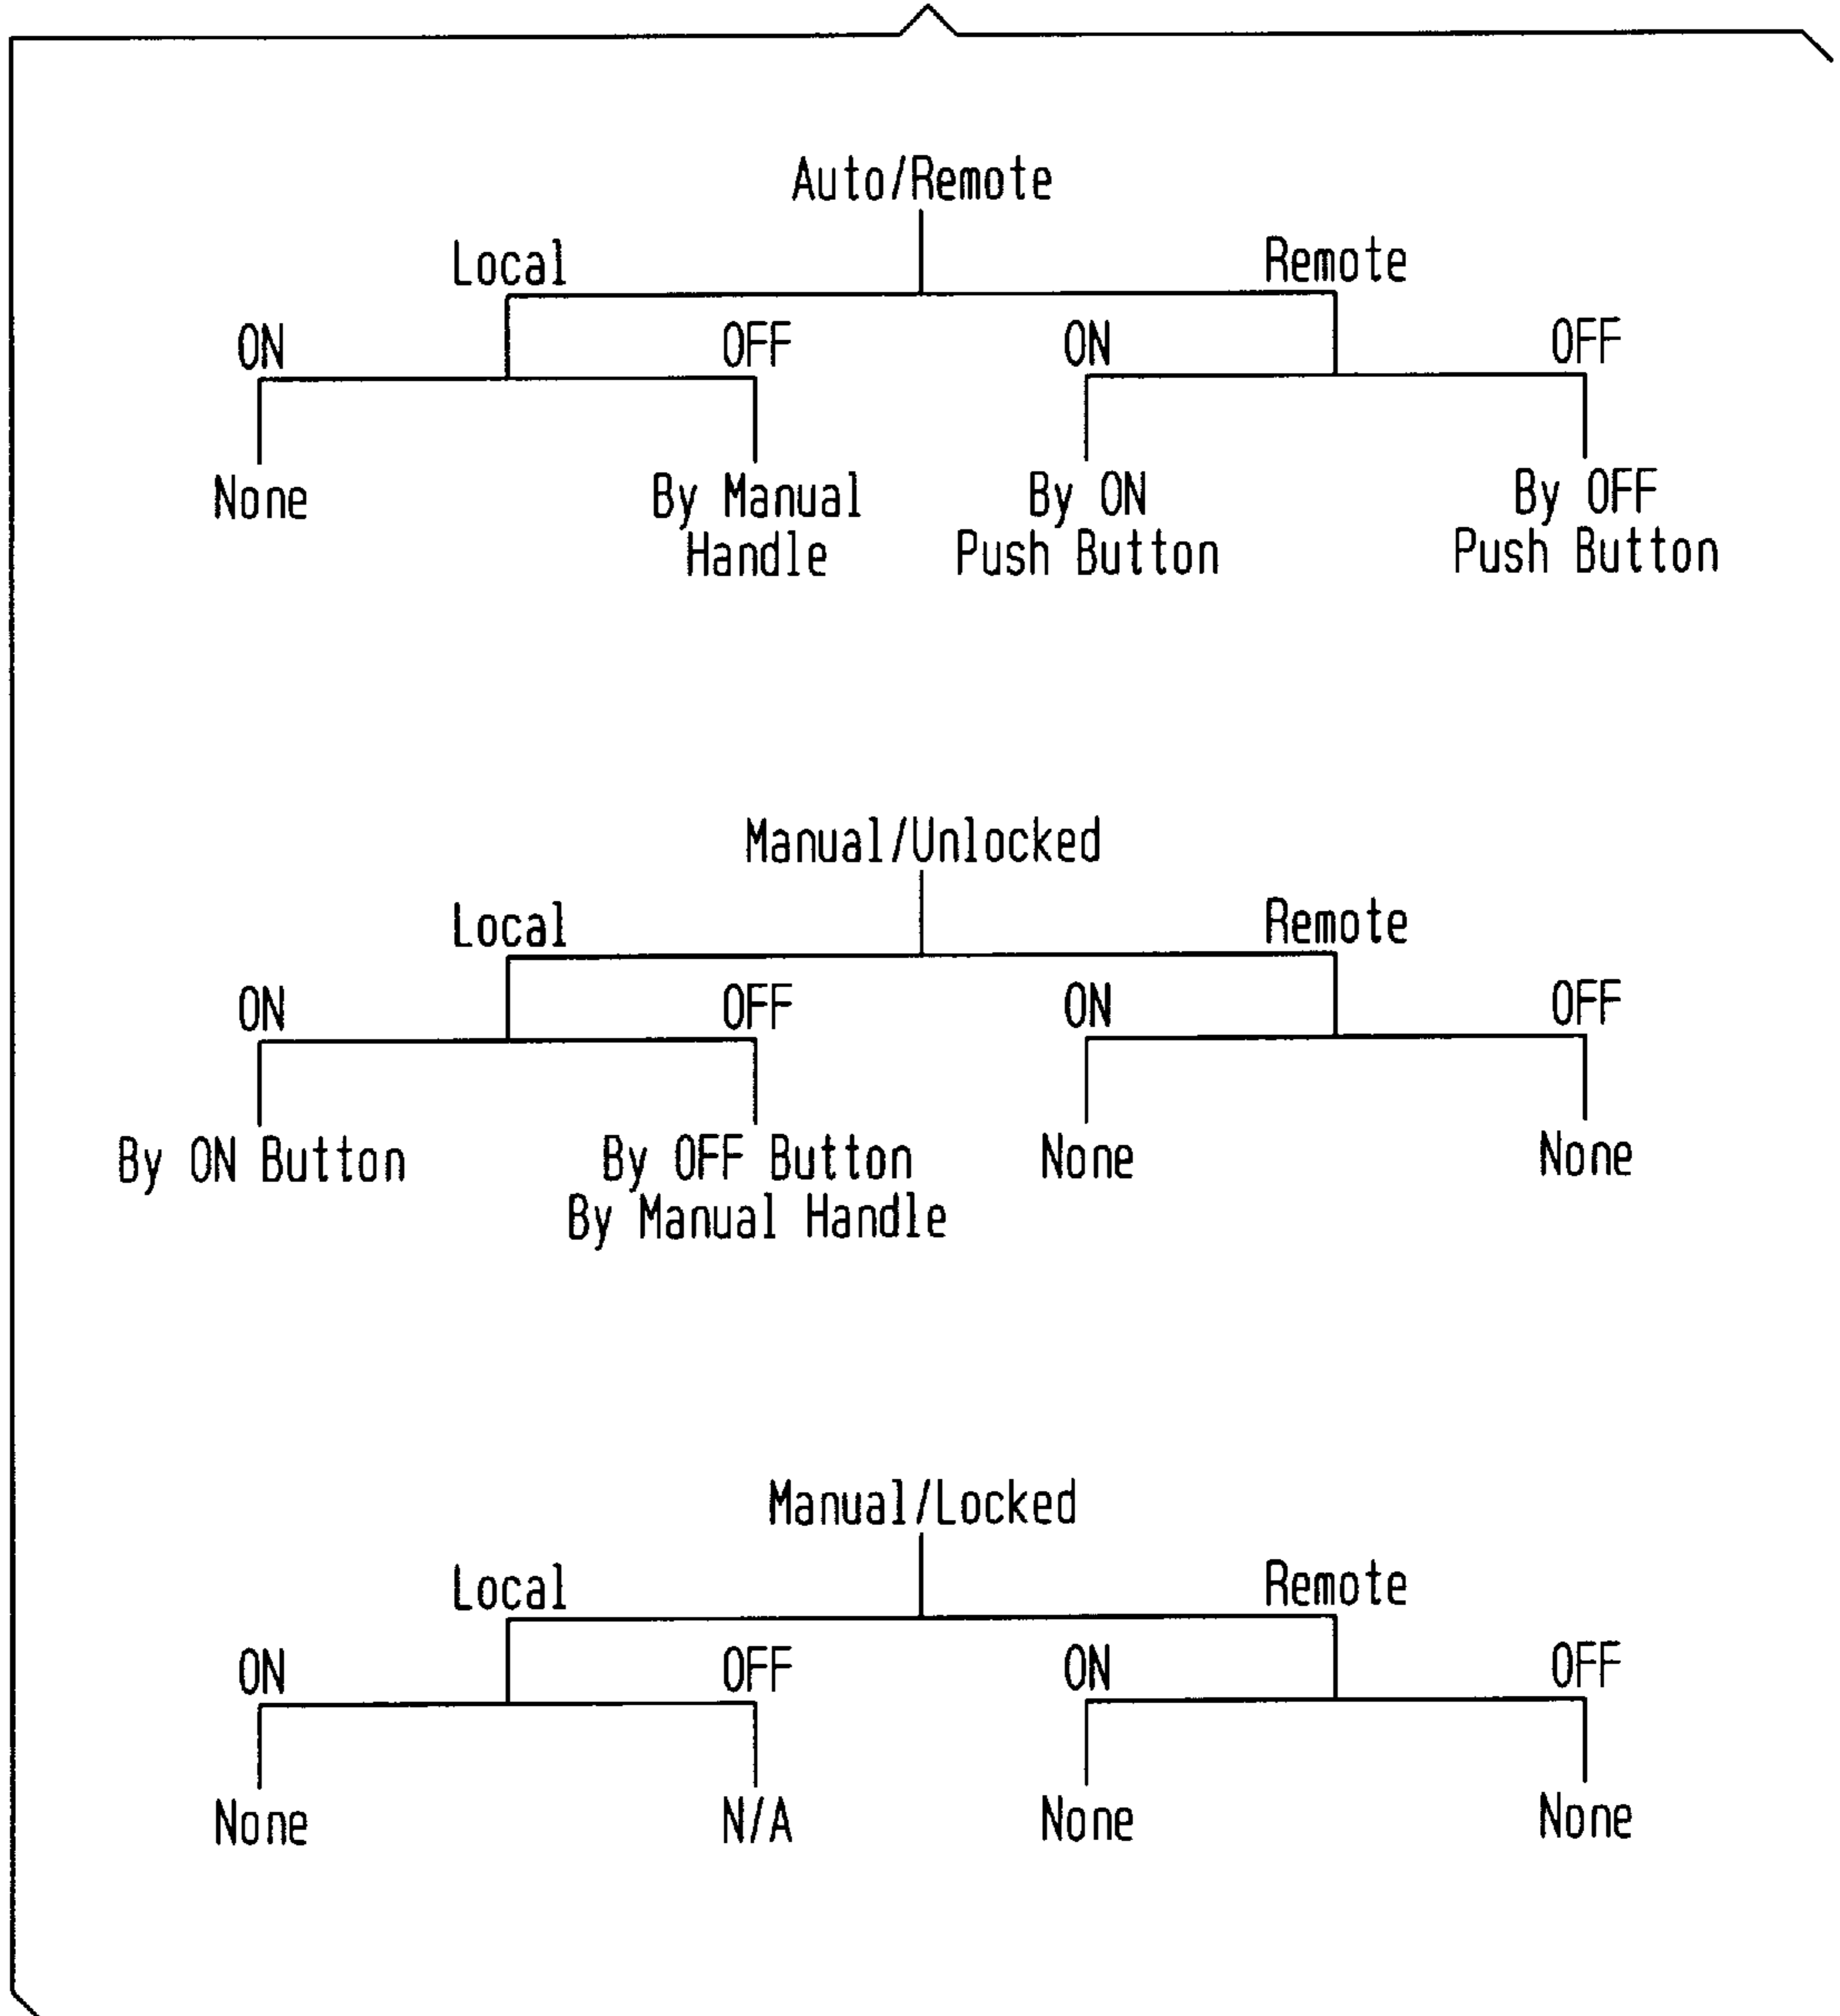 Auto/Remote
Local Remote
ON OFF ON OFF
None By Manual Handle By ON Push Button By OFF Push Button
Manual/Unlocked
Local Remote
ON OFF ON OFF
By ON Button By OFF Button By Manual Handle None None
Manual/Locked
Local Remote
ON OFF ON OFF
None N/A None None